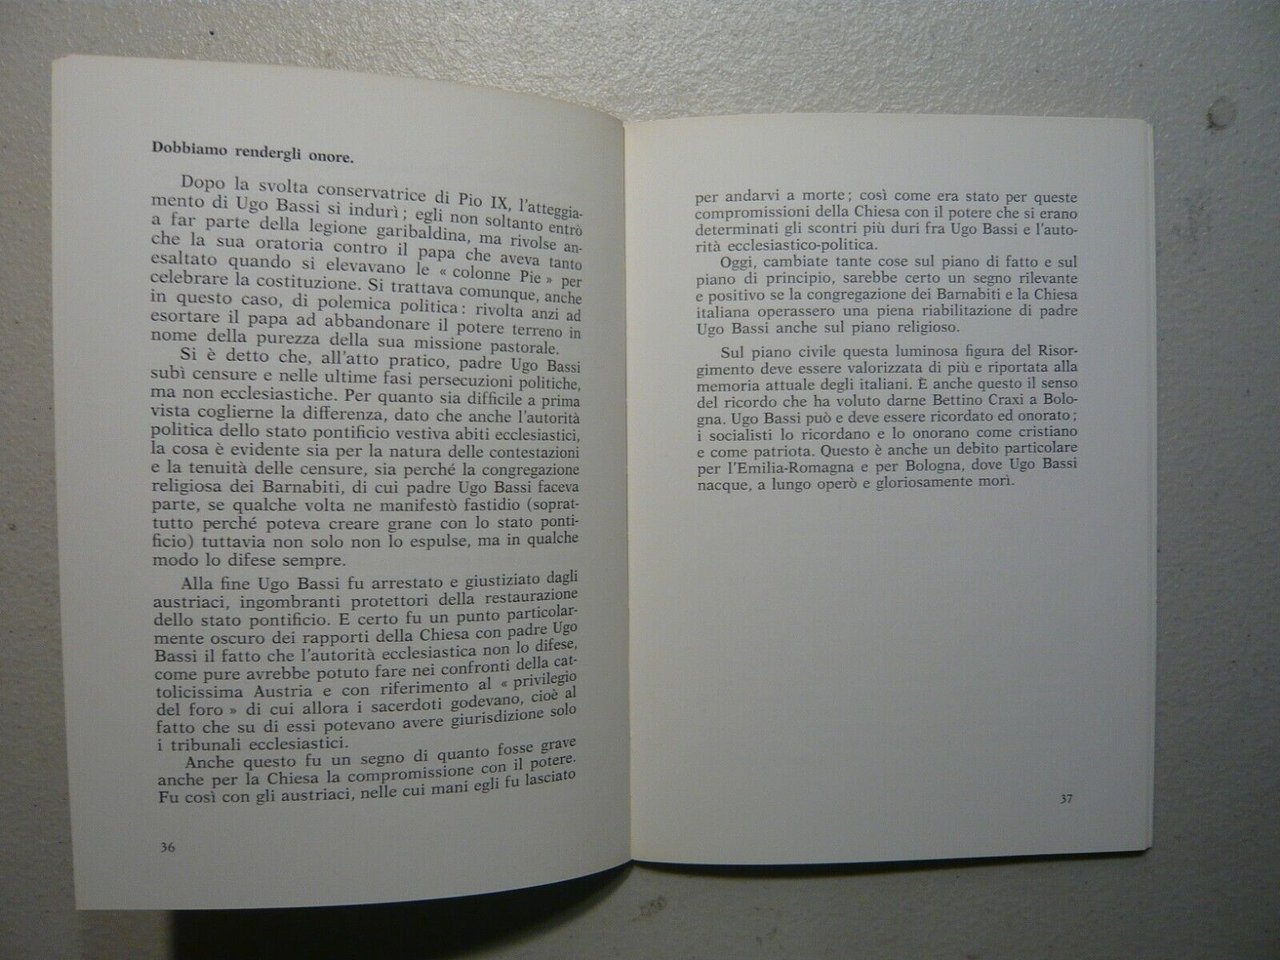 Dobbiamo rendergli onore.
Dopo la svolta conservatrice di Pio IX, l'atteggia-
mento di Ugo Bassi si indurì; egli non soltanto entrò
a far parte della legione garibaldina, ma rivolse an-
che la sua oratoria contro il papa che aveva tanto
esaltato quando si elevavano le « colonne Pie » per
celebrare la costituzione. Si trattava comunque, anche
in questo caso, di polemica politica: rivolta anzi ad
esortare il papa ad abbandonare il potere terreno in
nome della purezza della sua missione pastorale.
Si è detto che, all'atto pratico, padre Ugo Bassi
subì censure e nelle ultime fasi persecuzioni politiche,
ma non ecclesiastiche. Per quanto sia difficile a prima
vista coglierne la differenza, dato che anche l'autorità
politica dello stato pontificio vestiva abiti ecclesiastici,
la cosa è evidente sia per la natura delle contestazioni
e la tenuità delle censure, sia perché la congregazione
religiosa dei Barnabiti, di cui padre Ugo Bassi faceva
parte, se qualche volta ne manifestò fastidio (soprat-
tutto perché poteva creare grane con lo stato ponti-
ficio) tuttavia non solo non lo espulse, ma in qualche
modo lo difese sempre.
Alla fine Ugo Bassi fu arrestato e giustiziato dagli
austriaci, ingombranti protettori della restaurazione
dello stato pontificio. E certo fu un punto particolar-
mente oscuro dei rapporti della Chiesa con padre Ugo
Bassi il fatto che l'autorità ecclesiastica non lo difese,
come pure avrebbe potuto fare nei confronti della cat-
tolicissima Austria e con riferimento al « privilegio
del foro » di cui allora i sacerdoti godevano, cioè al
fatto che su di essi potevano avere giurisdizione solo
i tribunali ecclesiastici.
Anche questo fu un segno di quanto fosse grave
anche per la Chiesa la compromissione con il potere.
Fu così con gli austriaci, nelle cui mani egli fu lasciato
36
per andarvi a morte; così come era stato per queste
compromissioni della Chiesa con il potere che si erano
determinati gli scontri più duri fra Ugo Bassi e l'auto-
rità ecclesiastico-politica.
Oggi, cambiate tante cose sul piano di fatto e sul
piano di principio, sarebbe certo un segno rilevante
e positivo se la congregazione dei Barnabiti e la Chiesa
italiana operassero una piena riabilitazione di padre
Ugo Bassi anche sul piano religioso.
Sul piano civile questa luminosa figura del Risor-
gimento deve essere valorizzata di più e riportata alla
memoria attuale degli italiani. È anche questo il senso
del ricordo che ha voluto darne Bettino Craxi a Bolo-
gna. Ugo Bassi può e deve essere ricordato ed onorato;
i socialisti lo ricordano e lo onorano come cristiano
e come patriota. Questo è anche un debito particolare
per l'Emilia-Romagna e per Bologna, dove Ugo Bassi
nacque, a lungo operò e gloriosamente morì.
37